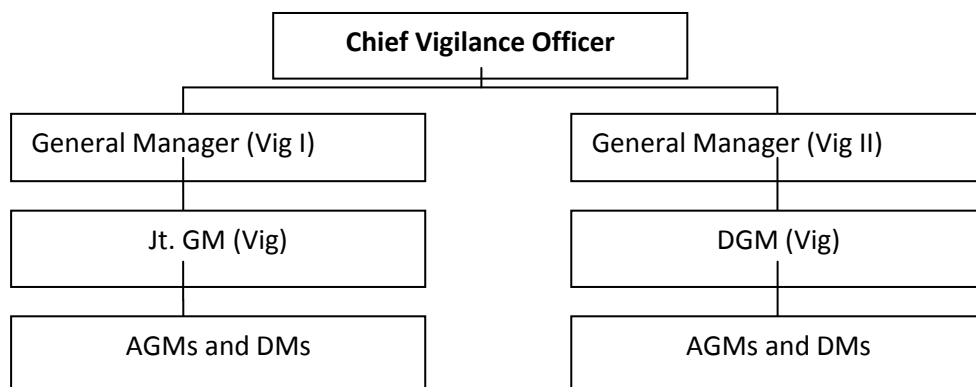 Chief Vigilance Officer
General Manager (Vig I)
General Manager (Vig II)
Jt. GM (Vig)
DGM (Vig)
AGMs and DMs
AGMs and DMs